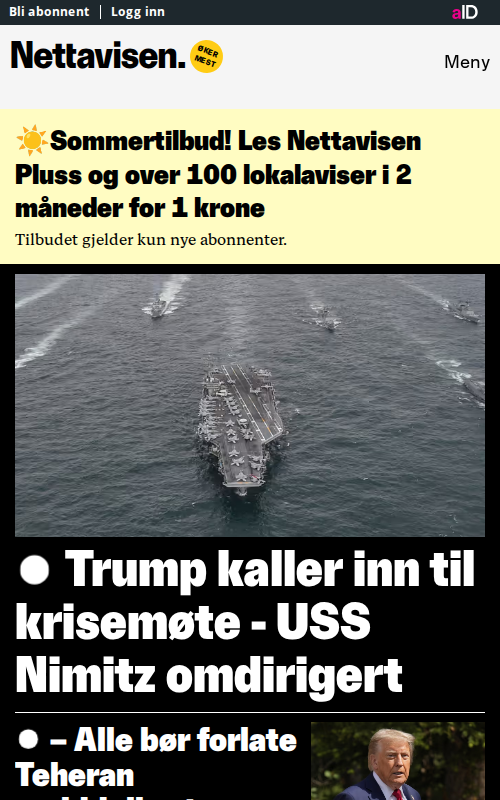 Bli abonnent | Logg inn
aID
Nettavisen.
ØKER
MEST
Meny
☀️Sommertilbud! Les Nettavisen
Pluss og over 100 lokalaviser i 2
måneder for 1 krone
Tilbudet gjelder kun nye abonnenter.
Trump kaller inn til
krisemøte - USS
Nimitz omdirigert
– Alle bør forlate
Teheran